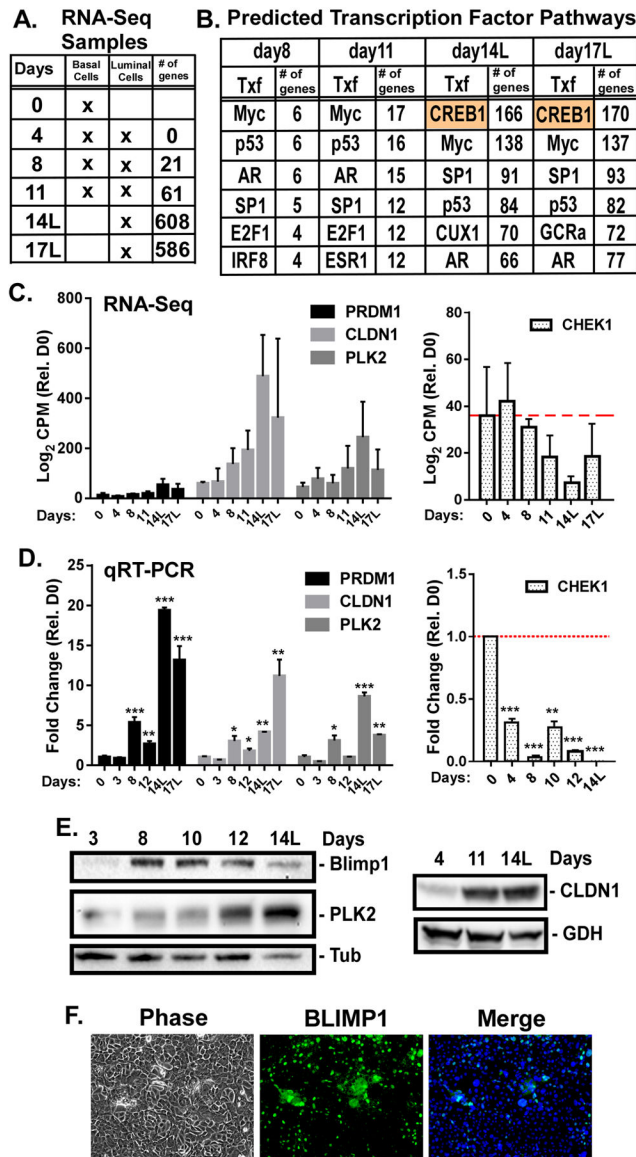 A. RNA-Seq Samples
Days Basal Cells Luminal Cells # of genes
0 x
4 x x 0
8 x x 21
11 x x 61
14L x 608
17L x 586
B. Predicted Transcription Factor Pathways
day8 day11 day14L day17L
Txf # of genes Txf # of genes Txf # of genes Txf # of genes
Myc 6 Myc 17 CREB1 166 CREB1 170
p53 6 p53 16 Myc 138 Myc 137
AR 6 AR 15 SP1 91 SP1 93
SP1 5 SP1 12 p53 84 p53 82
E2F1 4 E2F1 12 CUX1 70 GCRa 72
IRF8 4 ESR1 12 AR 66 AR 77
C. RNA-Seq
PRDM1
CLDN1
PLK2
Log2 CPM (Rel. D0)
800
600
400
200
0
Days: 0 4 8 11 14L 17L 0 4 8 11 14L 17L 0 4 8 11 14L 17L
CHEK1
Log2 CPM (Rel. D0)
80
60
40
20
0
Days: 0 4 8 11 14L 17L
D. qRT-PCR
PRDM1
CLDN1
PLK2
Fold Change (Rel. D0)
25
20
15
10
5
0
*** ** *** *** * * ** ** * *** **
Days: 0 3 8 12 14L 17L 0 3 8 12 14L 17L 0 3 8 12 14L 17L
CHEK1
Fold Change (Rel. D0)
1.5
1.0
0.5
0.0
*** *** ** *** ***
Days: 0 4 8 10 12 14L
E.
3 8 10 12 14L Days
- Blimp1
- PLK2
- Tub
4 11 14L Days
- CLDN1
- GDH
F.
Phase BLIMP1 Merge